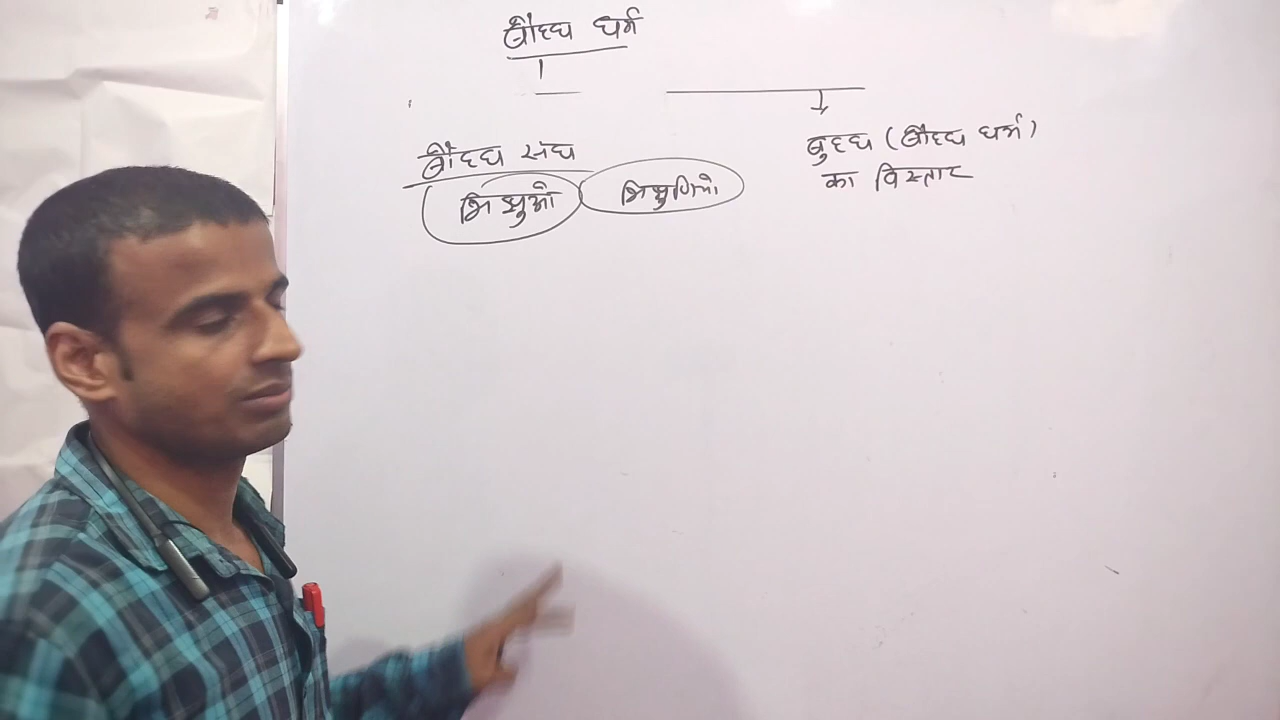 बौद्ध धर्म
बौद्ध संघ
भिक्षुओ भिक्षुणियो
बुद्ध (बौद्ध धर्म)
का विस्तार